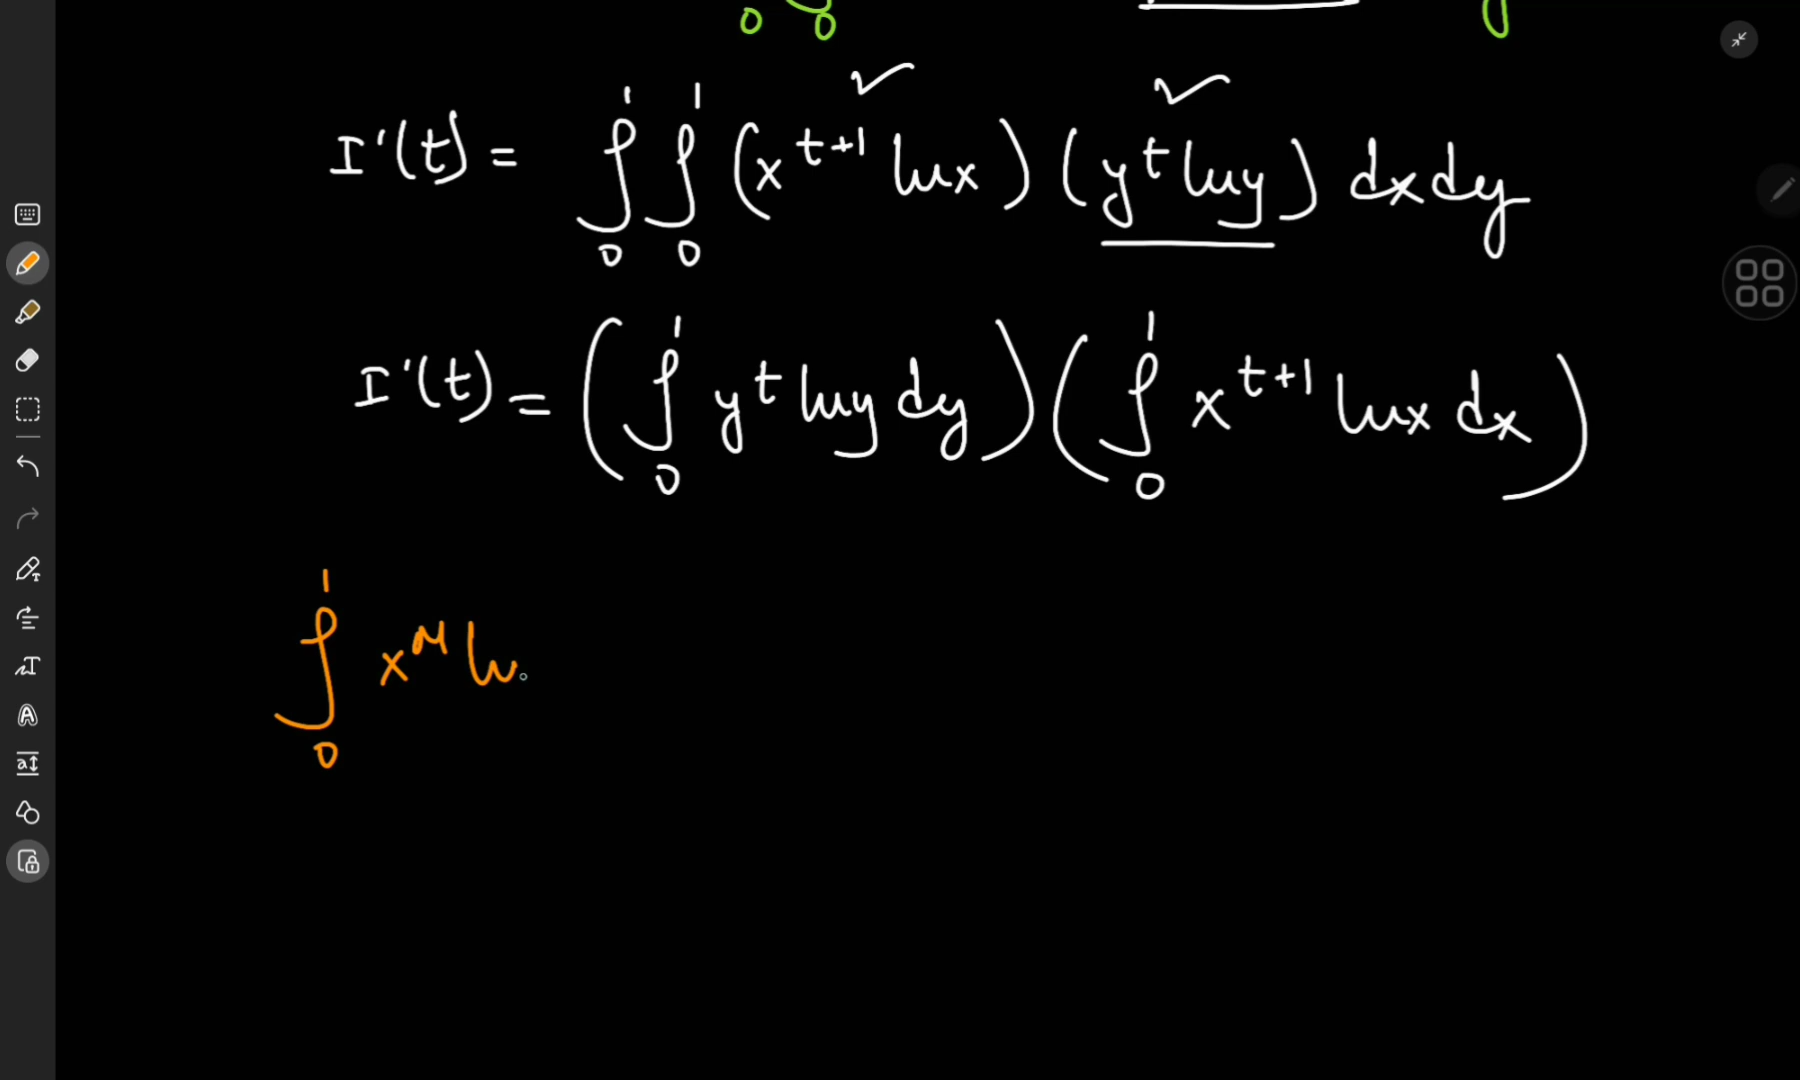 I'(t) = ∫₀¹ ∫₀¹ (x^{t+1} ln x) (y^t ln y) dx dy
I'(t) = (∫₀¹ y^t ln y dy) (∫₀¹ x^{t+1} ln x dx)
∫₀¹ x^M ln